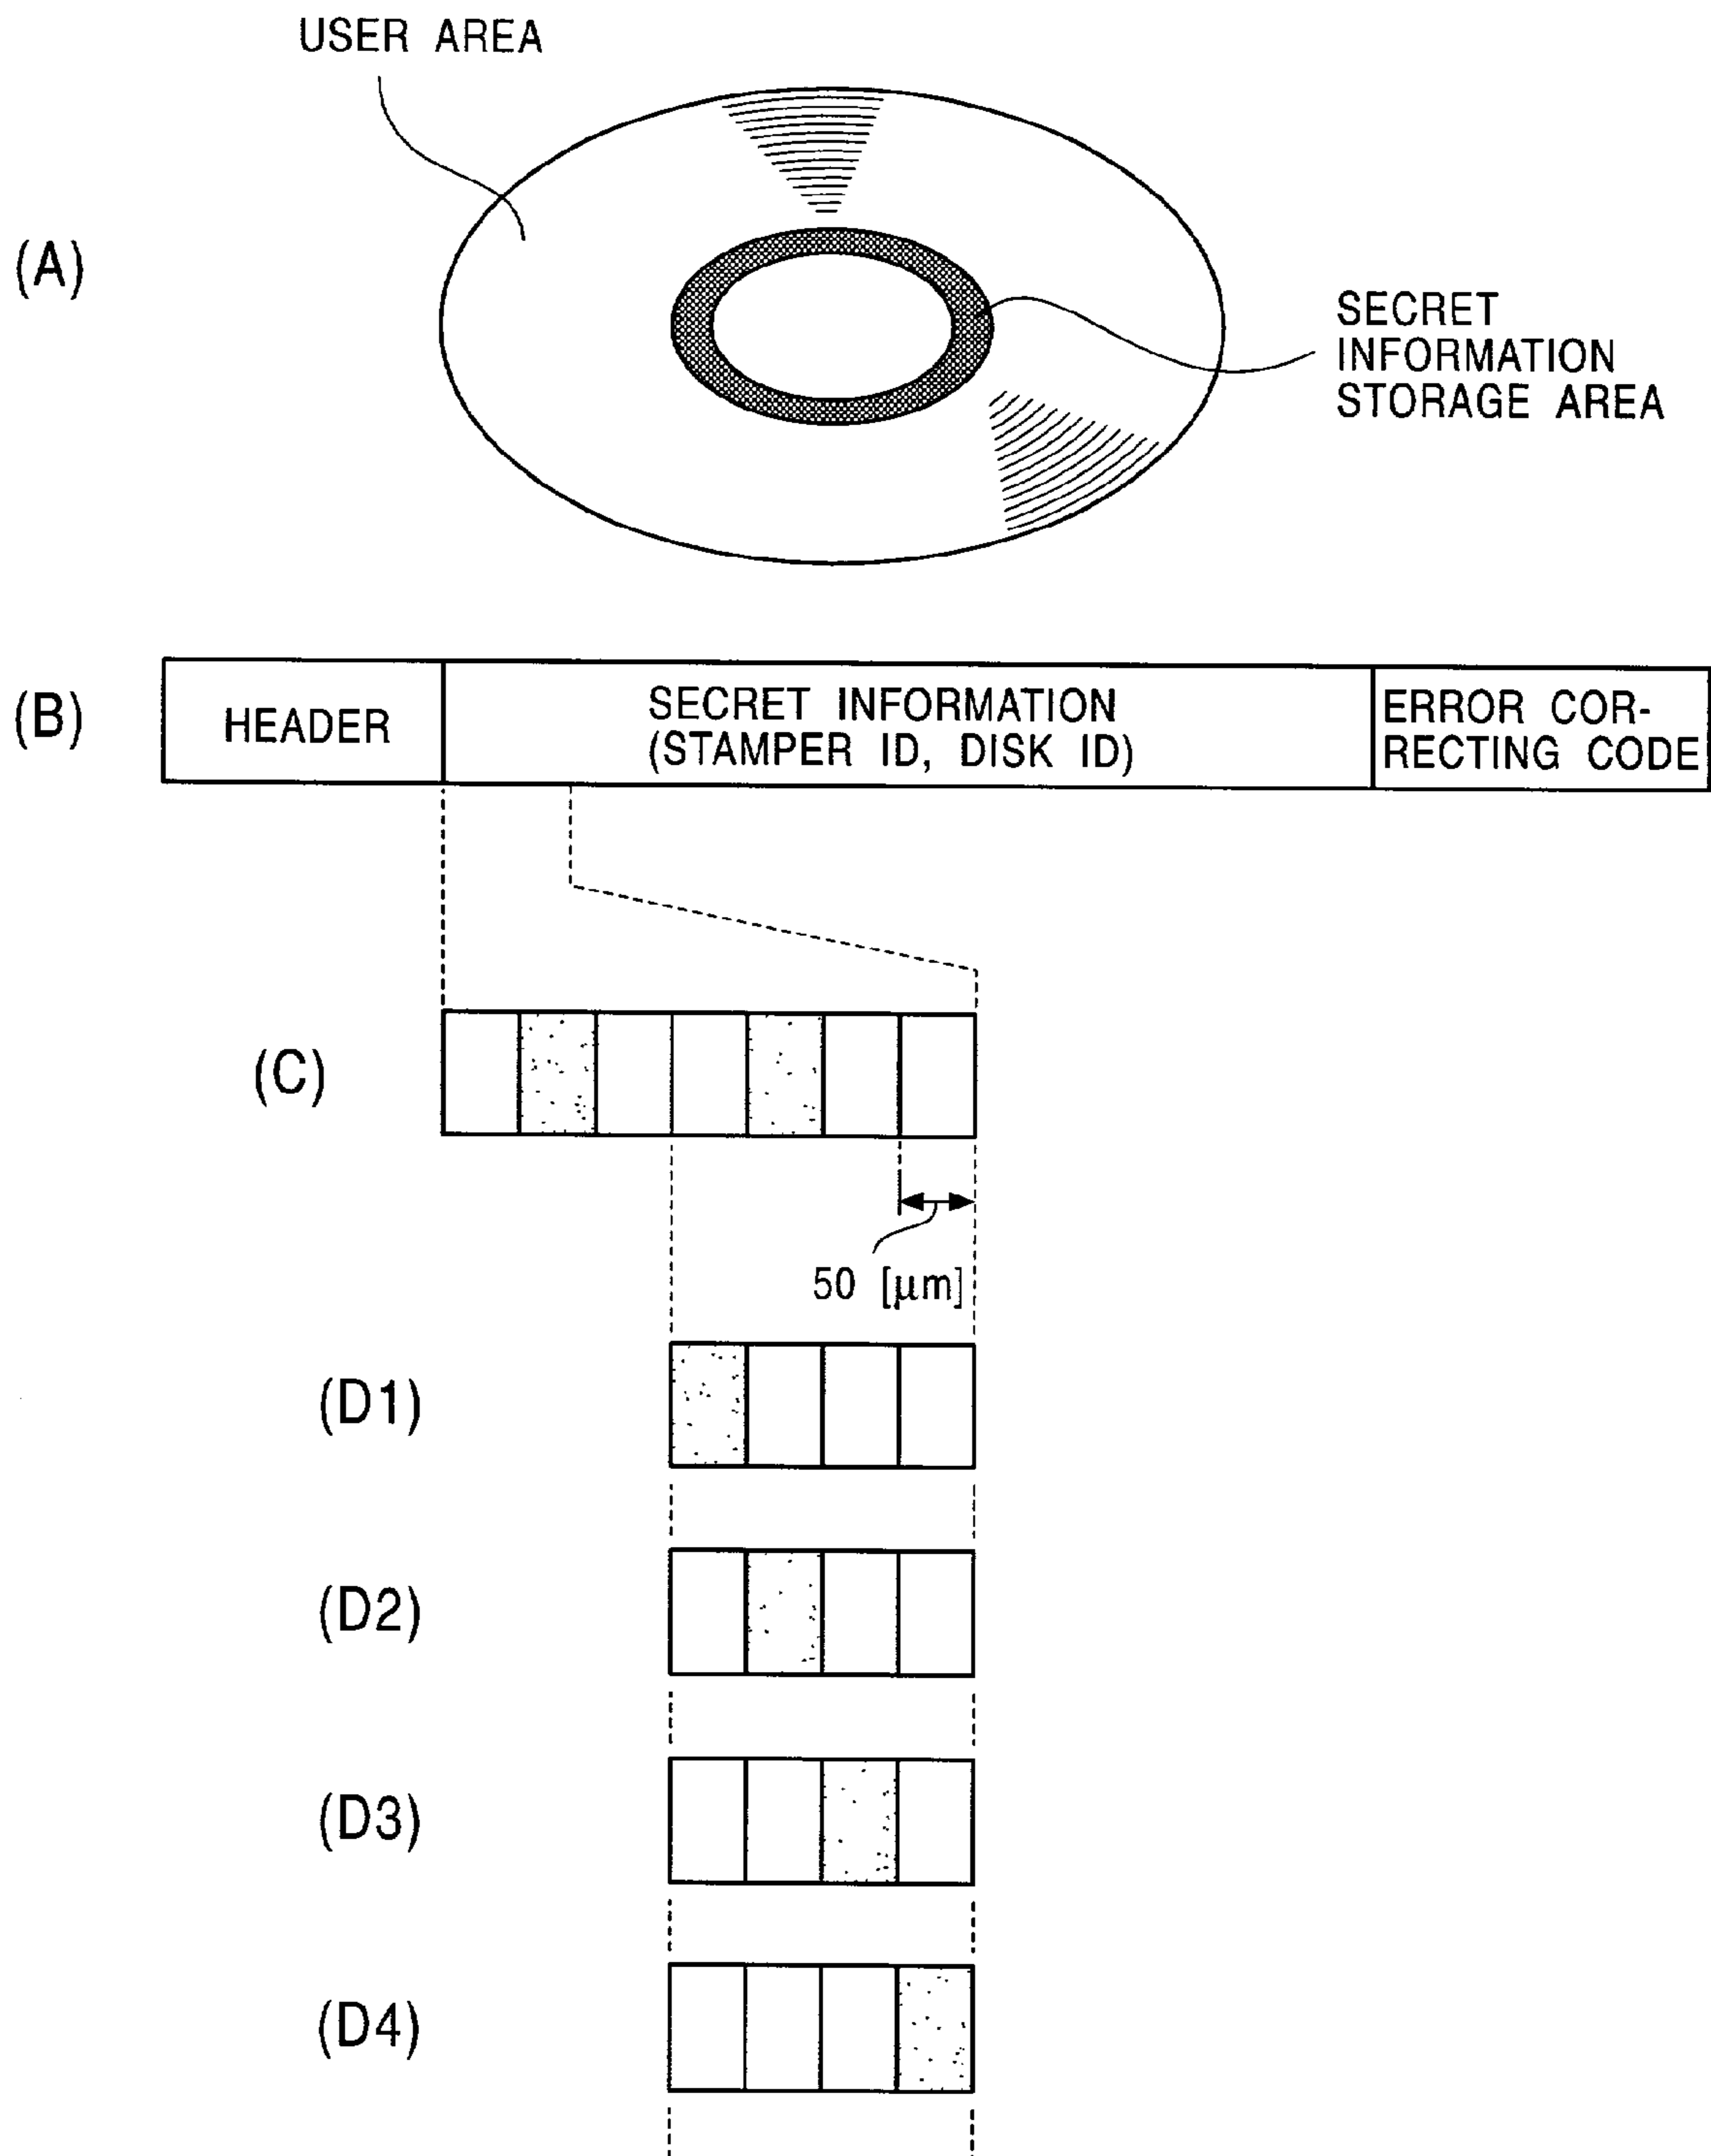 USER AREA
(A)
SECRET
INFORMATION
STORAGE AREA
(B)
HEADER
SECRET INFORMATION
(STAMPER ID, DISK ID)
ERROR COR-
RECTING CODE
(C)
50 [μm]
(D1)
(D2)
(D3)
(D4)